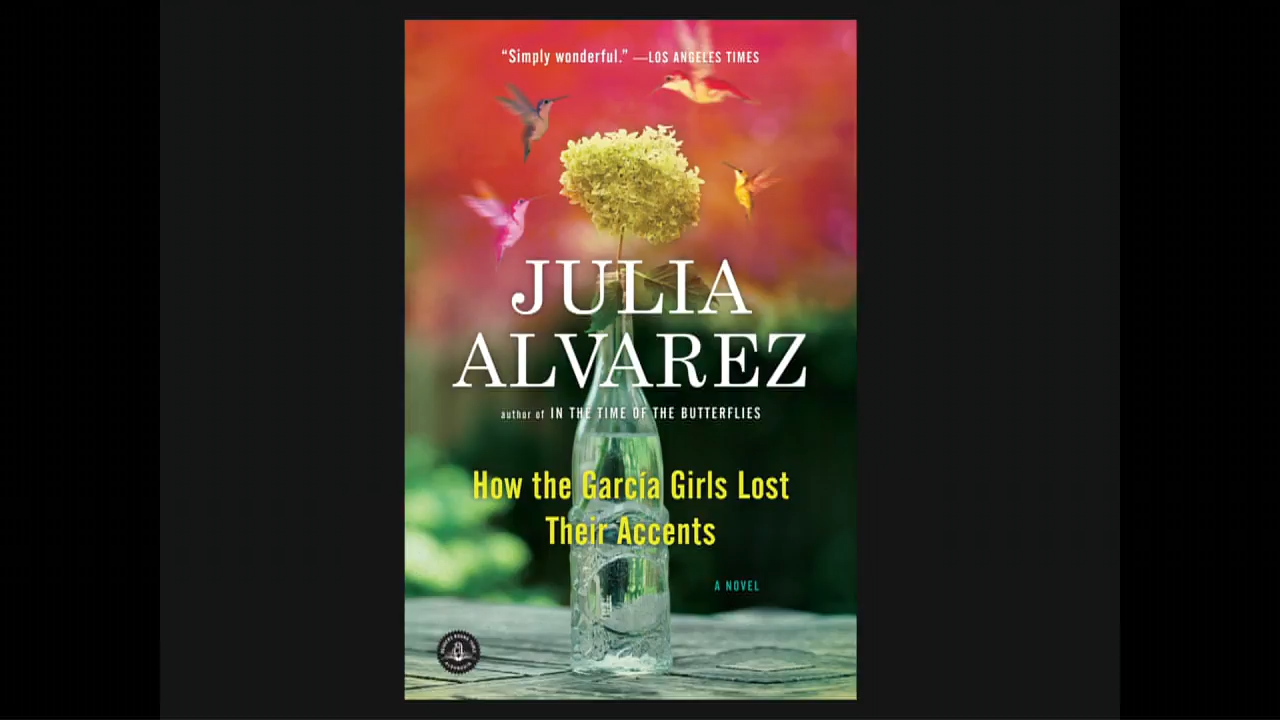 “Simply wonderful.” —LOS ANGELES TIMES
JULIA
ALVAREZ
author of IN THE TIME OF THE BUTTERFLIES
How the García Girls Lost
Their Accents
A NOVEL